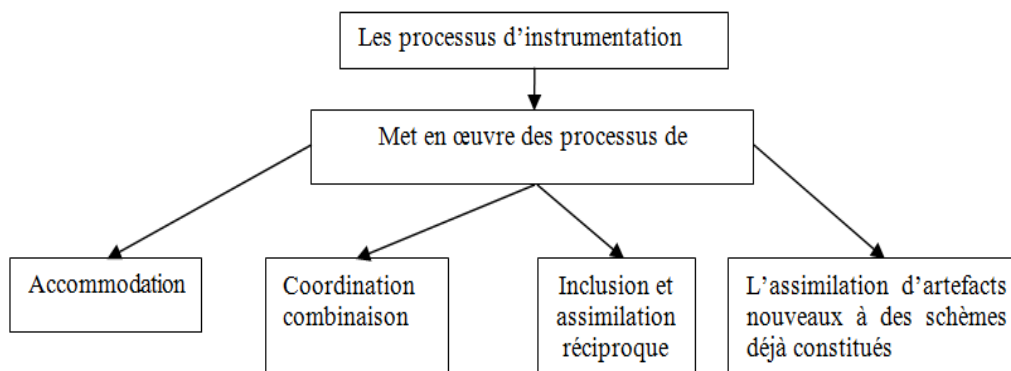 Les processus d’instrumentation
Met en œuvre des processus de
Accommodation
Coordination
combinaison
Inclusion et
assimilation
réciproque
L’assimilation d’artefacts
nouveaux à des schèmes
déjà constitués